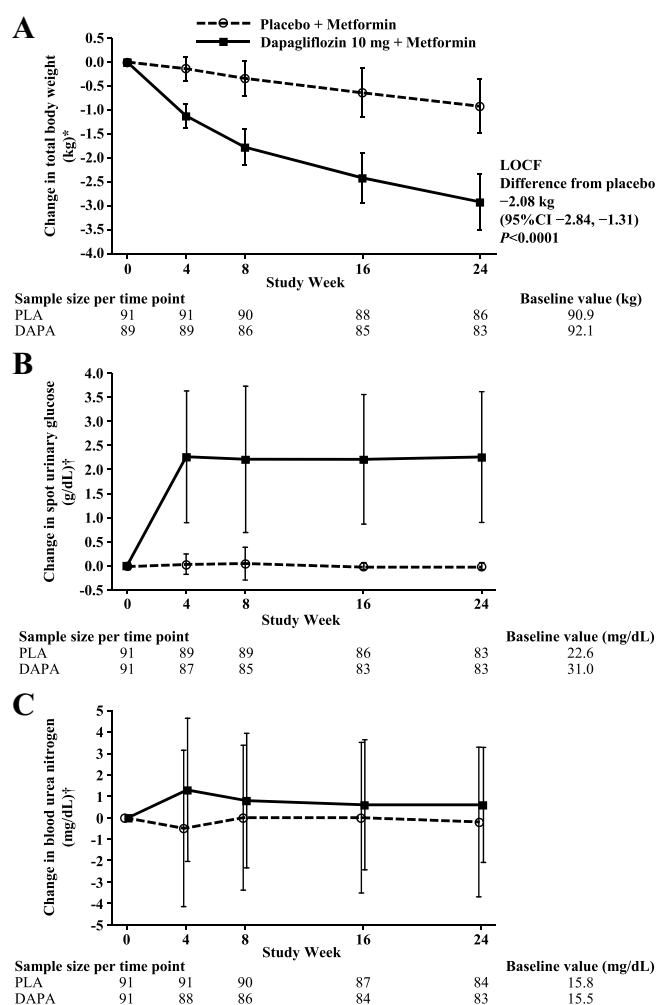 A
Placebo + Metformin
Dapagliflozin 10 mg + Metformin
Change in total body weight
(kg)*
0.5
0.0
-0.5
-1.0
-1.5
-2.0
-2.5
-3.0
-3.5
-4.0
0 4 8 16 24
Study Week
LOCF
Difference from placebo
−2.08 kg
(95%CI −2.84, −1.31)
P<0.0001
Sample size per time point Baseline value (kg)
PLA 91 91 90 88 86 90.9
DAPA 89 89 86 85 83 92.1
B
Change in spot urinary glucose
(g/dL)†
4.0
3.5
3.0
2.5
2.0
1.5
1.0
0.5
0.0
-0.5
0 4 8 16 24
Study Week
Sample size per time point Baseline value (mg/dL)
PLA 91 89 89 86 83 22.6
DAPA 91 87 85 83 83 31.0
C
Change in blood urea nitrogen
(mg/dL)†
5
4
3
2
1
0
-1
-2
-3
-4
-5
0 4 8 16 24
Study Week
Sample size per time point Baseline value (mg/dL)
PLA 91 91 90 87 84 15.8
DAPA 91 88 86 84 83 15.5